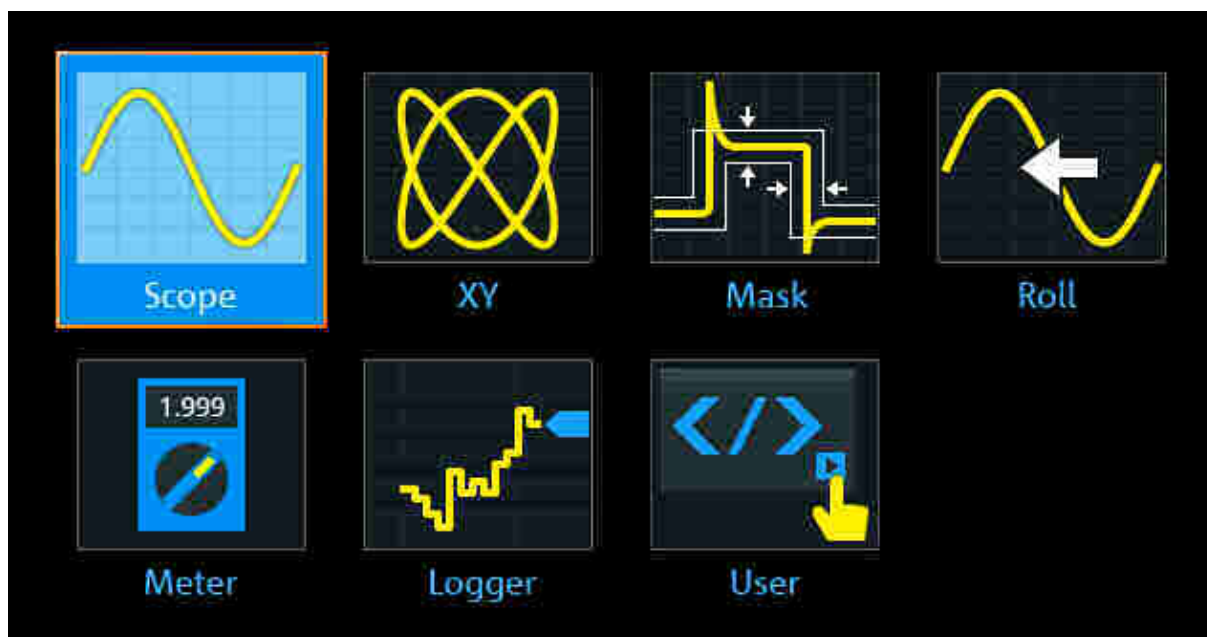 Scope
XY
Mask
Roll
1.999
Meter
Logger
</>
User